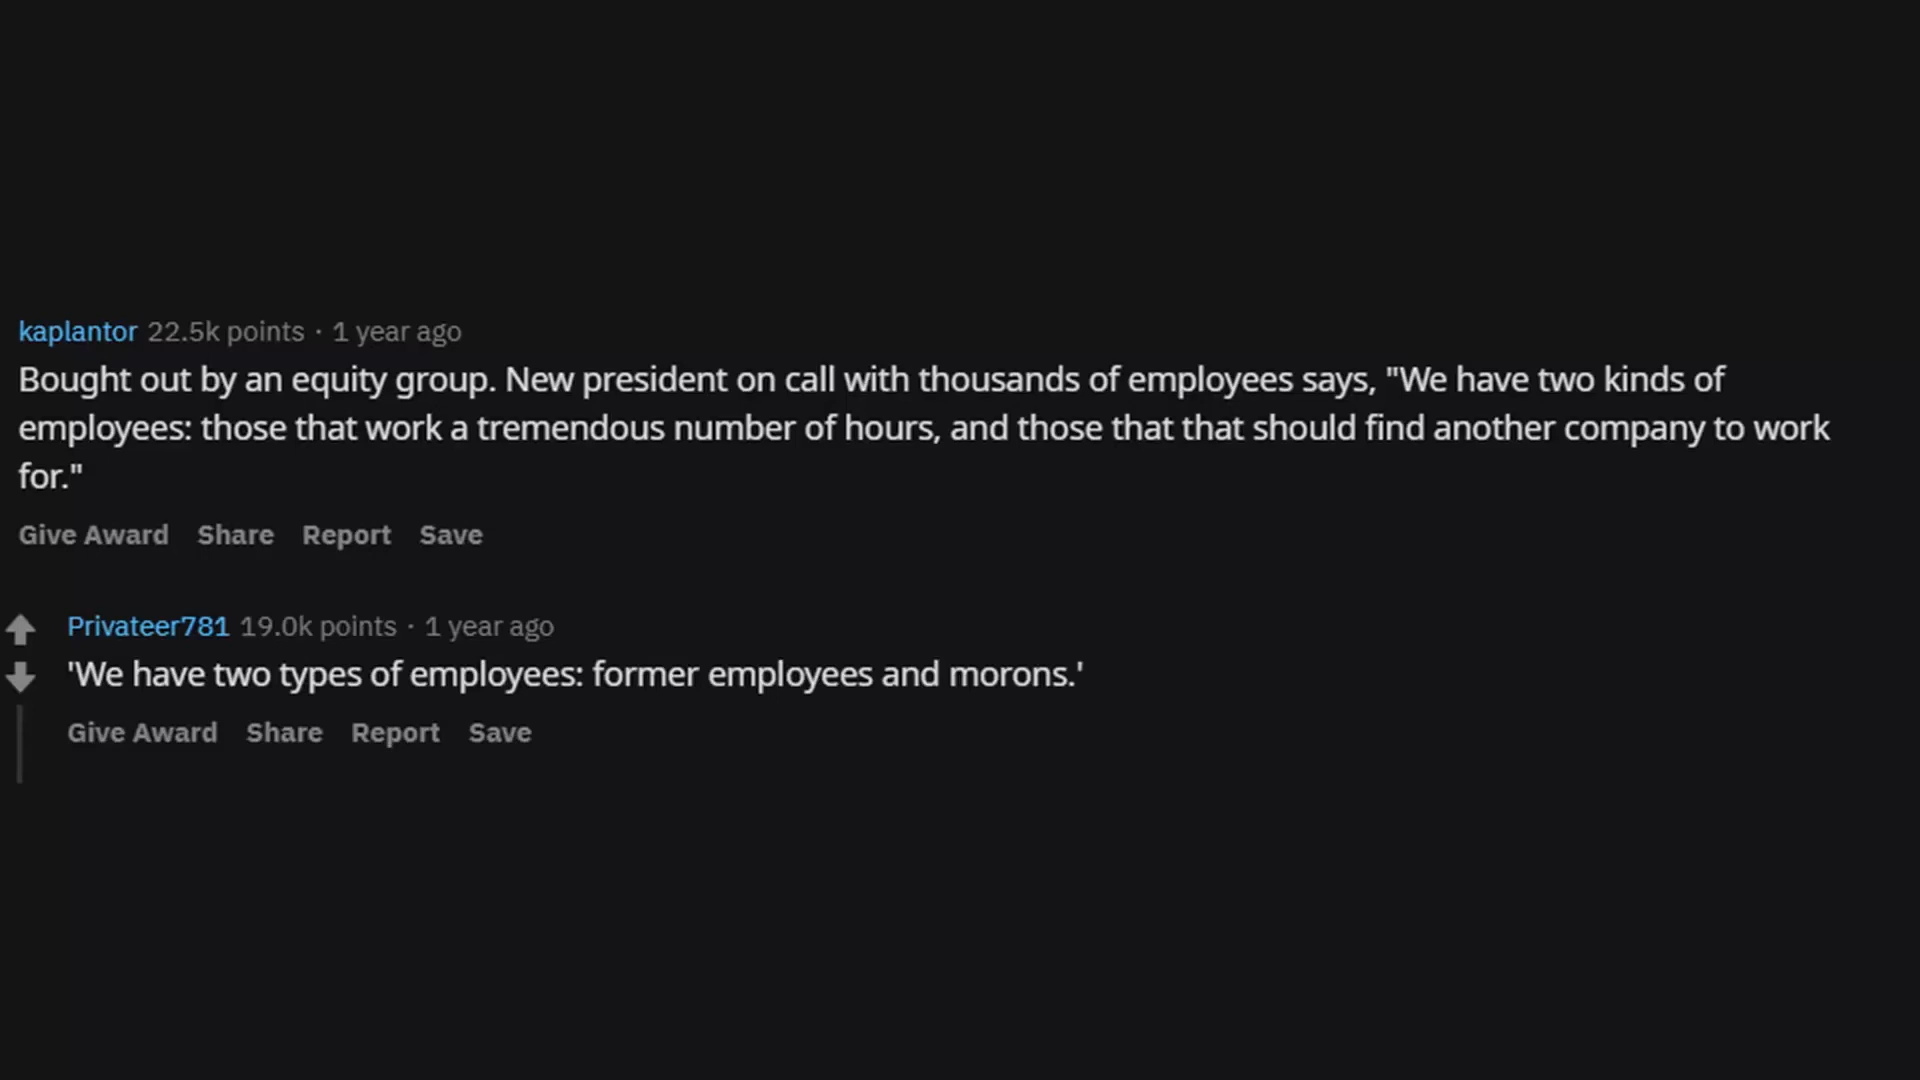 kaplantor 22.5k points · 1 year ago
Bought out by an equity group. New president on call with thousands of employees says, "We have two kinds of
employees: those that work a tremendous number of hours, and those that that should find another company to work
for."
Give Award Share Report Save
Privateer781 19.0k points · 1 year ago
'We have two types of employees: former employees and morons.'
Give Award Share Report Save